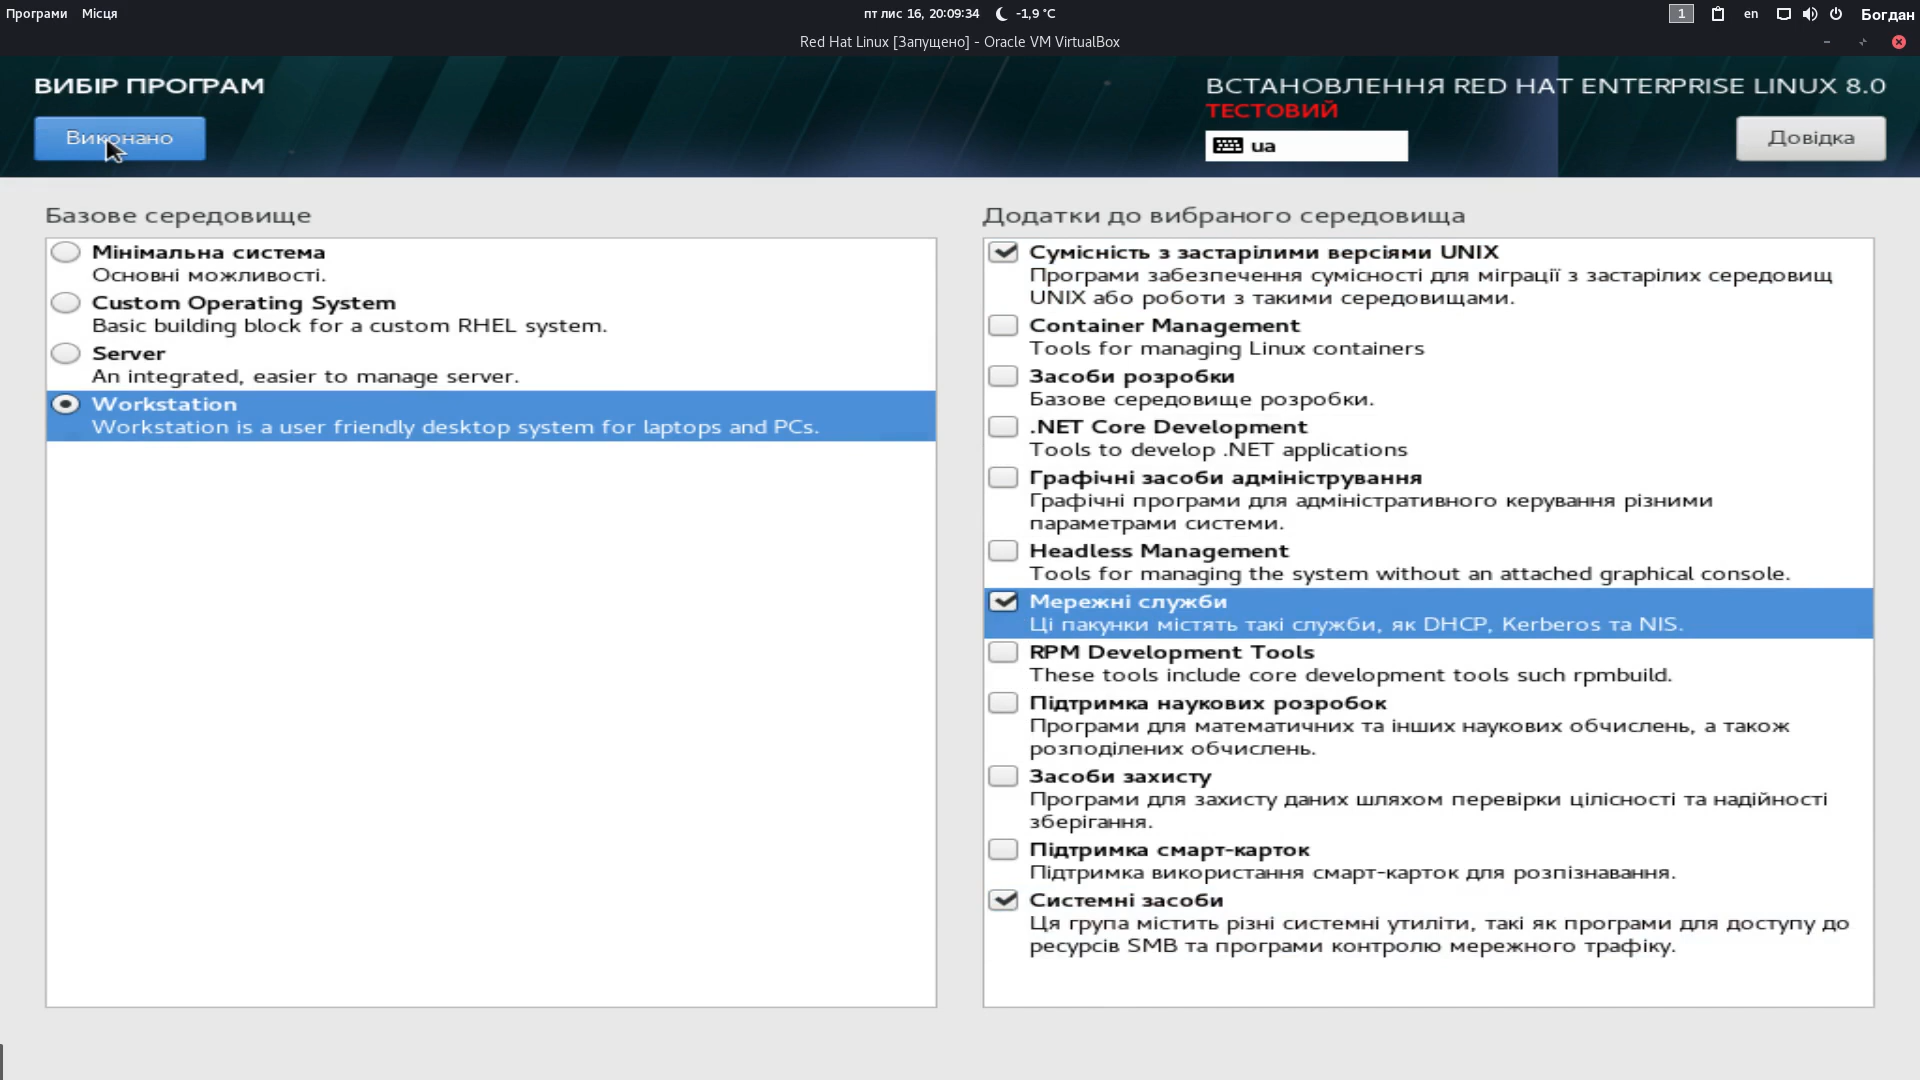 Програми Місця пт лис 16, 20:09:34 -1,9 °C 1 en Богдан
Red Hat Linux [Запущено] - Oracle VM VirtualBox
ВИБІР ПРОГРАМ
Виконано
ВСТАНОВЛЕННЯ RED HAT ENTERPRISE LINUX 8.0
ТЕСТОВИЙ
ua
Довідка
Базове середовище
Мінімальна система
Основні можливості.
Custom Operating System
Basic building block for a custom RHEL system.
Server
An integrated, easier to manage server.
Workstation
Workstation is a user friendly desktop system for laptops and PCs.
Додатки до вибраного середовища
Сумісність з застарілими версіями UNIX
Програми забезпечення сумісності для міграції з застарілих середовищ
UNIX або роботи з такими середовищами.
Container Management
Tools for managing Linux containers
Засоби розробки
Базове середовище розробки.
.NET Core Development
Tools to develop .NET applications
Графічні засоби адміністрування
Графічні програми для адміністративного керування різними
параметрами системи.
Headless Management
Tools for managing the system without an attached graphical console.
Мережні служби
Ці пакунки містять такі служби, як DHCP, Kerberos та NIS.
RPM Development Tools
These tools include core development tools such rpmbuild.
Підтримка наукових розробок
Програми для математичних та інших наукових обчислень, а також
розподілених обчислень.
Засоби захисту
Програми для захисту даних шляхом перевірки цілісності та надійності
зберігання.
Підтримка смарт-карток
Підтримка використання смарт-карток для розпізнавання.
Системні засоби
Ця група містить різні системні утиліти, такі як програми для доступу до
ресурсів SMB та програми контролю мережного трафіку.